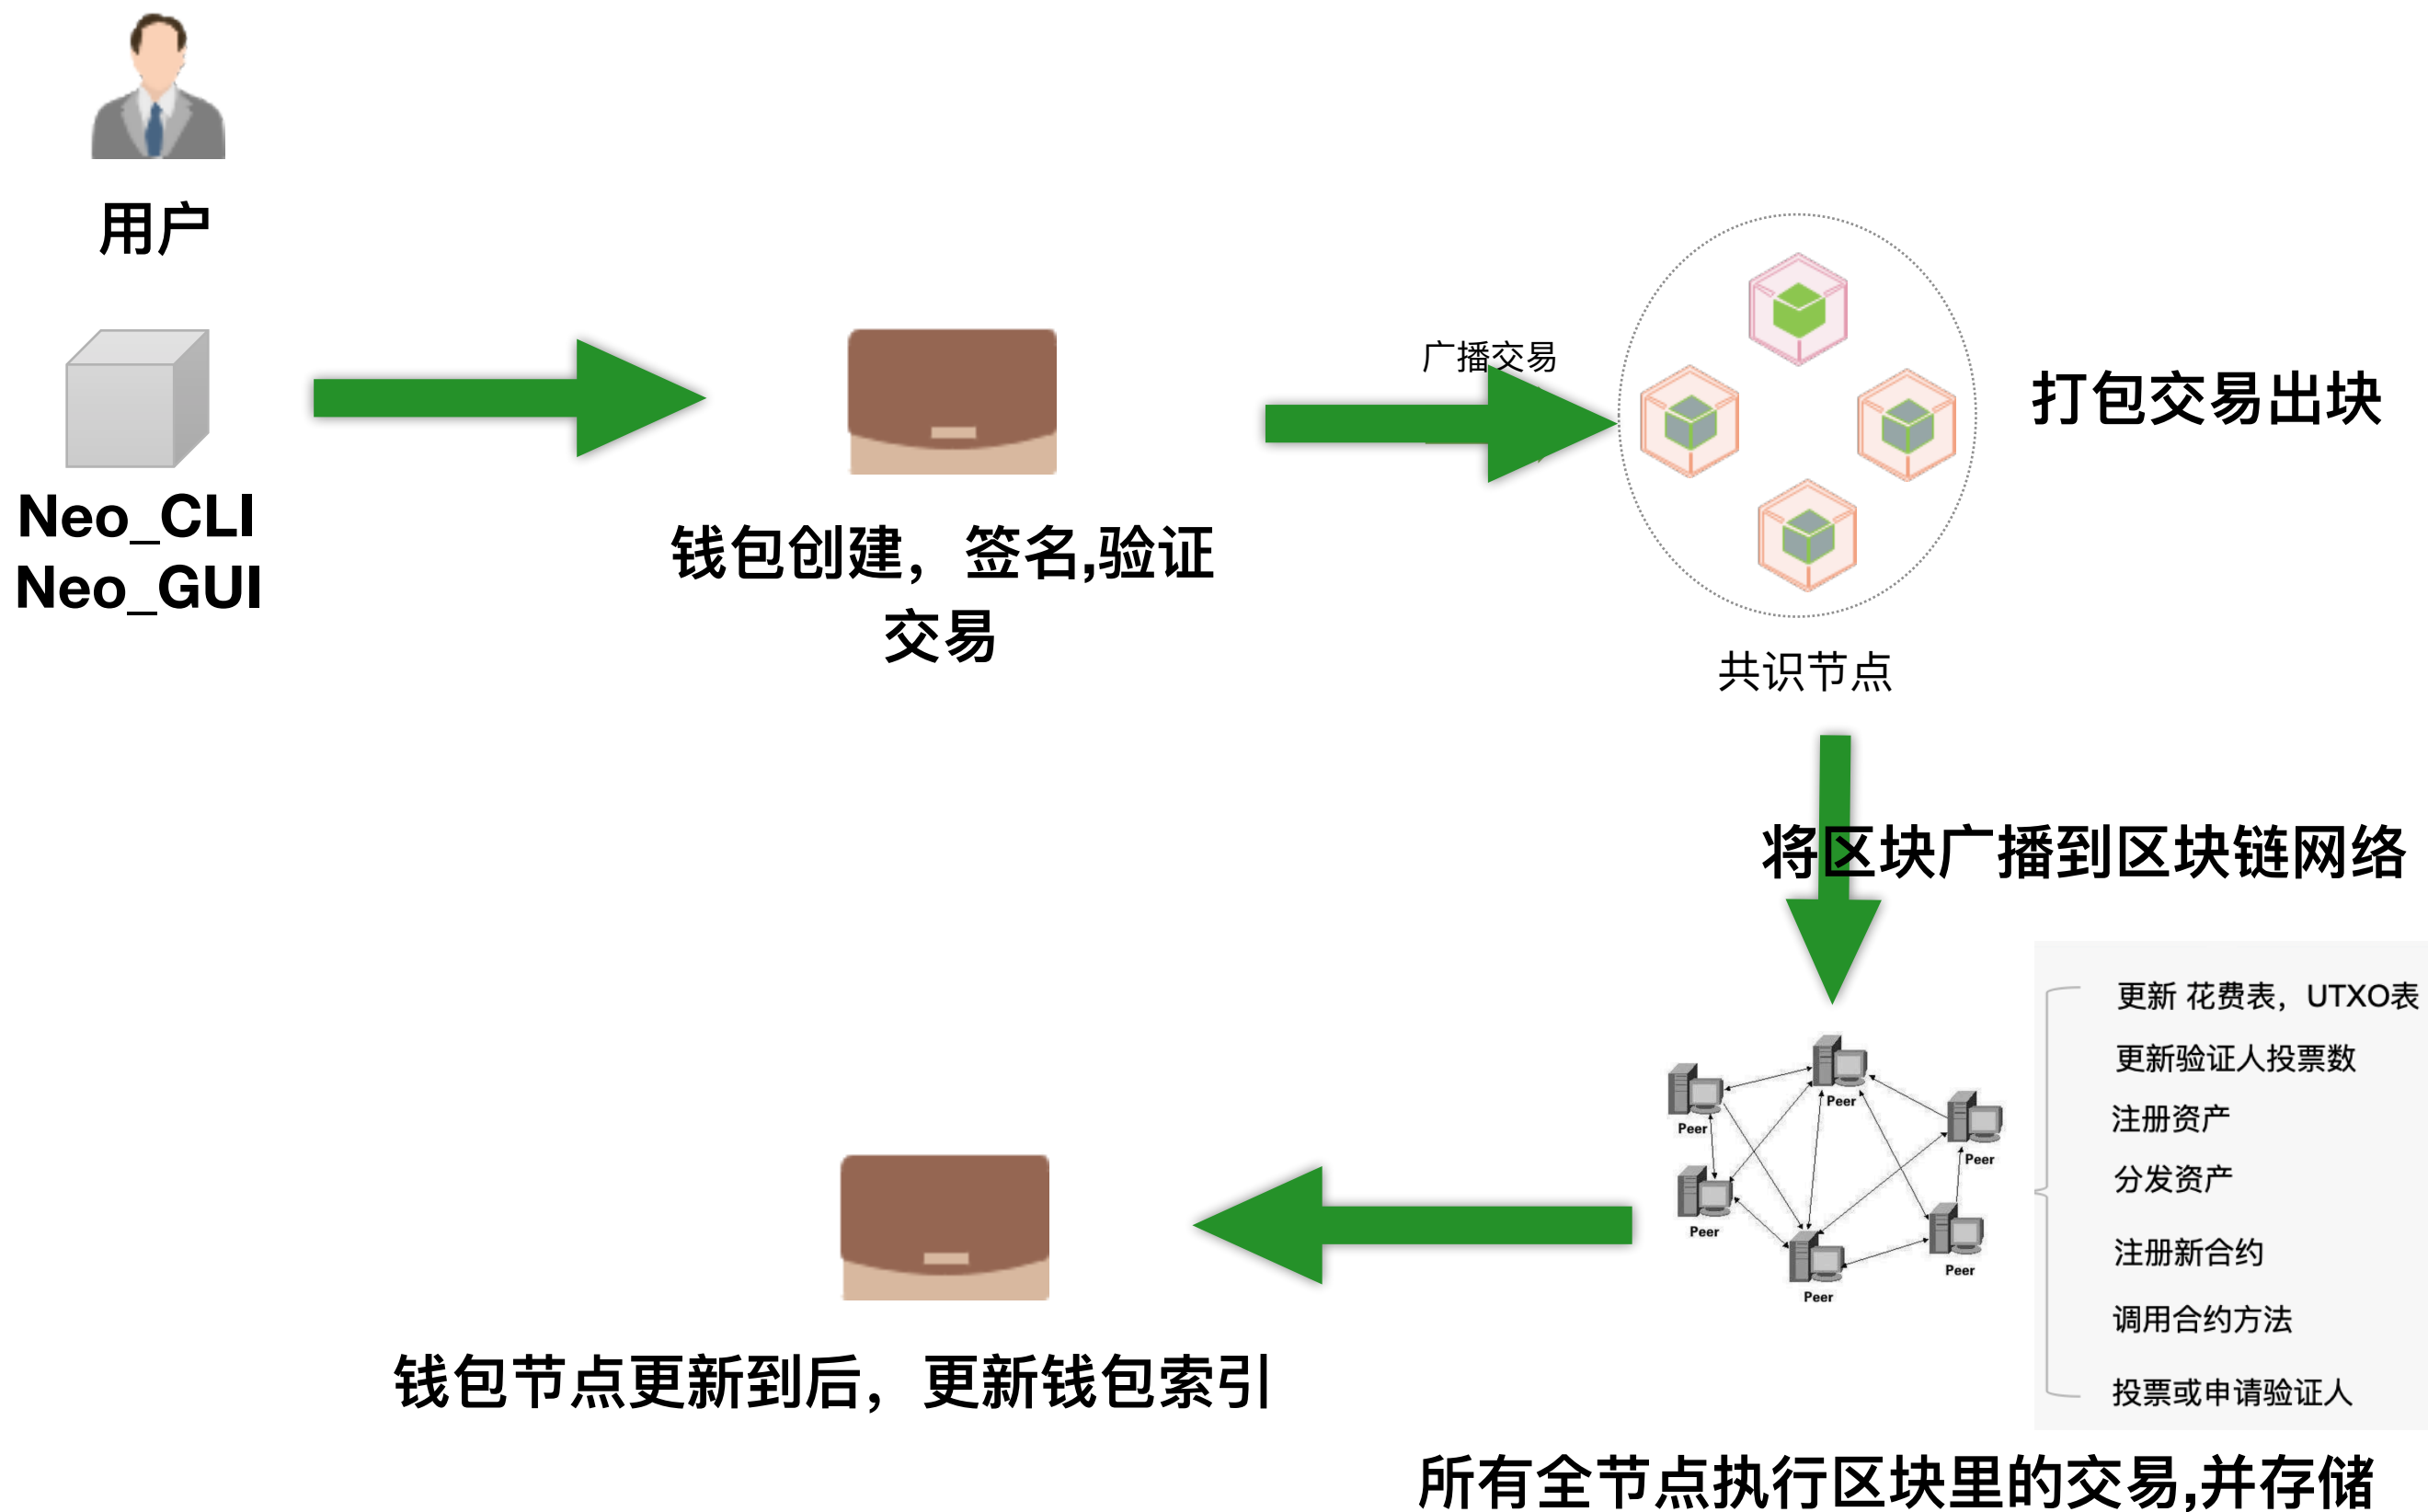 用户
Neo_CLI
Neo_GUI
钱包创建，签名,验证
交易
广播交易
打包交易出块
共识节点
将区块广播到区块链网络
更新 花费表，UTXO表
更新验证人投票数
注册资产
分发资产
注册新合约
调用合约方法
投票或申请验证人
Peer
Peer
Peer
Peer
Peer
Peer
所有全节点执行区块里的交易,并存储
钱包节点更新到后，更新钱包索引